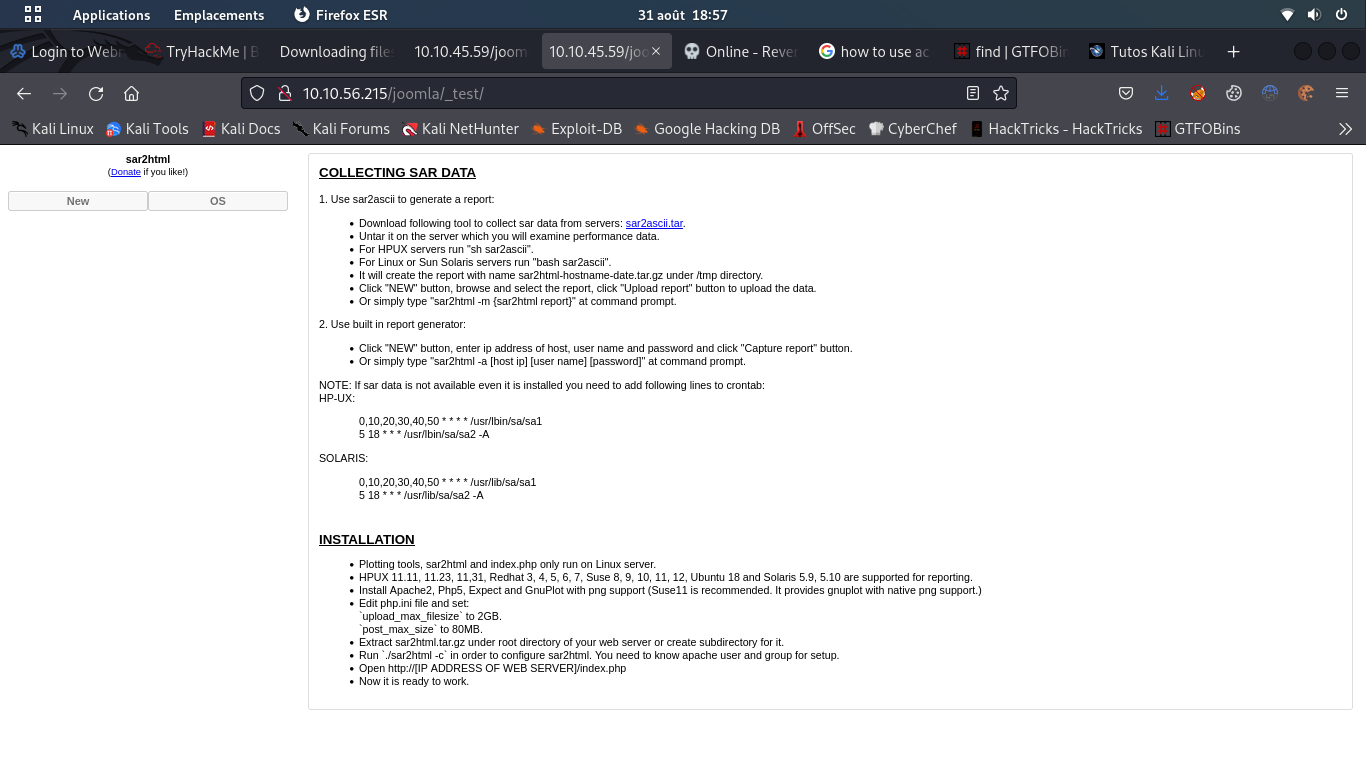 Applications Emplacements Firefox ESR 31 août 18:57
Login to Web TryHackMe | B Downloading file 10.10.45.59/joom 10.10.45.59/joo Online - Rever how to use ac find | GTFOBin Tutos Kali Linu
10.10.56.215/joomla/_test/
Kali Linux Kali Tools Kali Docs Kali Forums Kali NetHunter Exploit-DB Google Hacking DB OffSec CyberChef HackTricks - HackTricks GTFOBins
sar2html
(Donate if you like!)
New OS
COLLECTING SAR DATA
1. Use sar2ascii to generate a report:
• Download following tool to collect sar data from servers: sar2ascii.tar.
• Untar it on the server which you will examine performance data.
• For HPUX servers run "sh sar2ascii".
• For Linux or Sun Solaris servers run "bash sar2ascii".
• It will create the report with name sar2html-hostname-date.tar.gz under /tmp directory.
• Click "NEW" button, browse and select the report, click "Upload report" button to upload the data.
• Or simply type "sar2html -m {sar2html report}" at command prompt.
2. Use built in report generator:
• Click "NEW" button, enter ip address of host, user name and password and click "Capture report" button.
• Or simply type "sar2html -a [host ip] [user name] [password]" at command prompt.
NOTE: If sar data is not available even it is installed you need to add following lines to crontab:
HP-UX:
0,10,20,30,40,50 * * * * /usr/lbin/sa/sa1
5 18 * * * /usr/lbin/sa/sa2 -A
SOLARIS:
0,10,20,30,40,50 * * * * /usr/lib/sa/sa1
5 18 * * * /usr/lib/sa/sa2 -A
INSTALLATION
• Plotting tools, sar2html and index.php only run on Linux server.
• HPUX 11.11, 11.23, 11,31, Redhat 3, 4, 5, 6, 7, Suse 8, 9, 10, 11, 12, Ubuntu 18 and Solaris 5.9, 5.10 are supported for reporting.
• Install Apache2, Php5, Expect and GnuPlot with png support (Suse11 is recommended. It provides gnuplot with native png support.)
• Edit php.ini file and set:
`upload_max_filesize` to 2GB.
`post_max_size` to 80MB.
• Extract sar2html.tar.gz under root directory of your web server or create subdirectory for it.
• Run `./sar2html -c` in order to configure sar2html. You need to know apache user and group for setup.
• Open http://[IP ADDRESS OF WEB SERVER]/index.php
• Now it is ready to work.